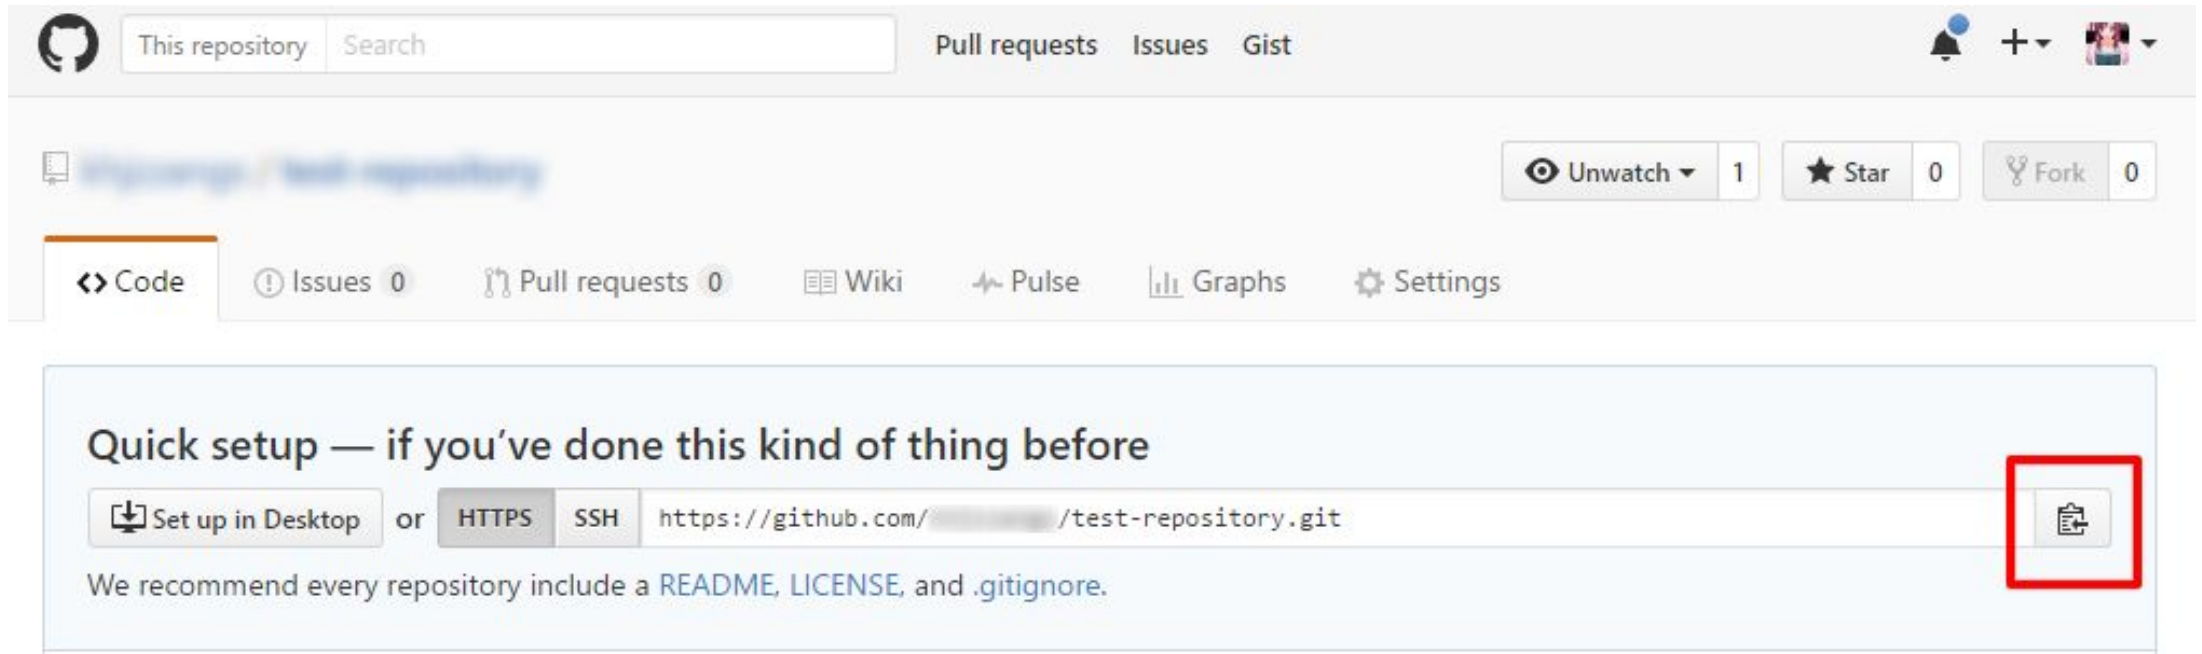 This repository Search Pull requests Issues Gist
Unwatch 1 Star 0 Fork 0
Code Issues 0 Pull requests 0 Wiki Pulse Graphs Settings
Quick setup — if you’ve done this kind of thing before
Set up in Desktop or HTTPS SSH https://github.com/ /test-repository.git
We recommend every repository include a README, LICENSE, and .gitignore.